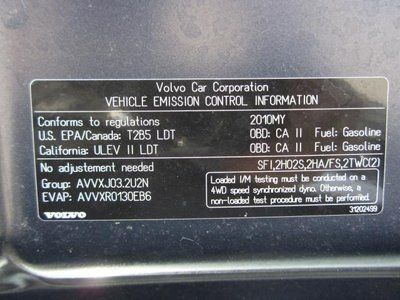 Volvo Car Corporation
VEHICLE EMISSION CONTROL INFORMATION
Conforms to regulations 2010MY
U.S. EPA/Canada: T2B5 LDT OBD: CA II Fuel: Gasoline
California: ULEV II LDT OBD: CA II Fuel: Gasoline
No adjustement needed SFI,2HO2S,2HA/FS,2TWC(2)
Group: AVVXJ03.2U2N
EVAP: AVVXR0130EB6
Loaded I/M testing must be conducted on a
4WD speed synchronized dyno. Otherwise, a
non-loaded test procedure must be performed.
VOLVO 31202499